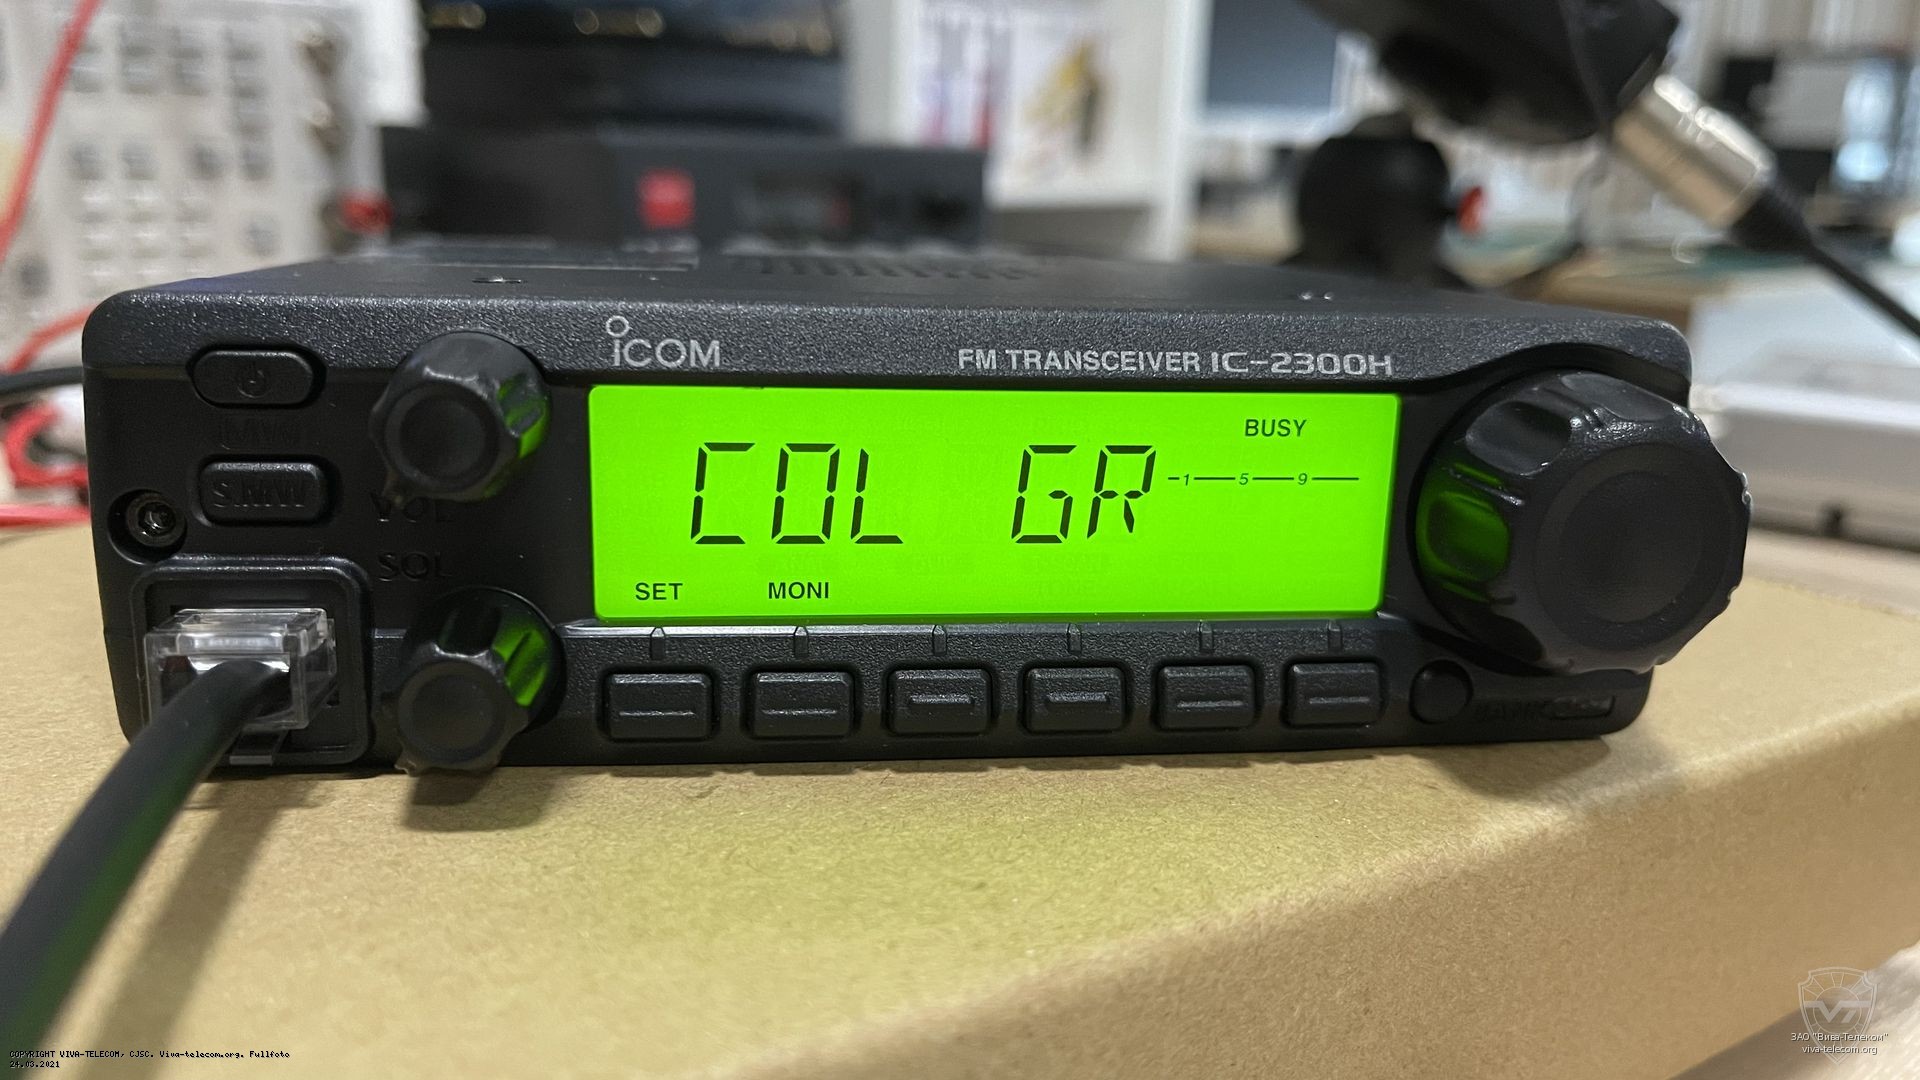 iCOM
FM TRANSCEIVER IC-2300H
BUSY
COL GR
-1 5 9
SET MONI
S.MW
VOL
SQL
COPYRIGHT VIVA-TELECOM, CJSC. Viva-telecom.org. Fullfoto
24.03.2021
ЗАО "Вива-Телеком"
viva-telecom.org